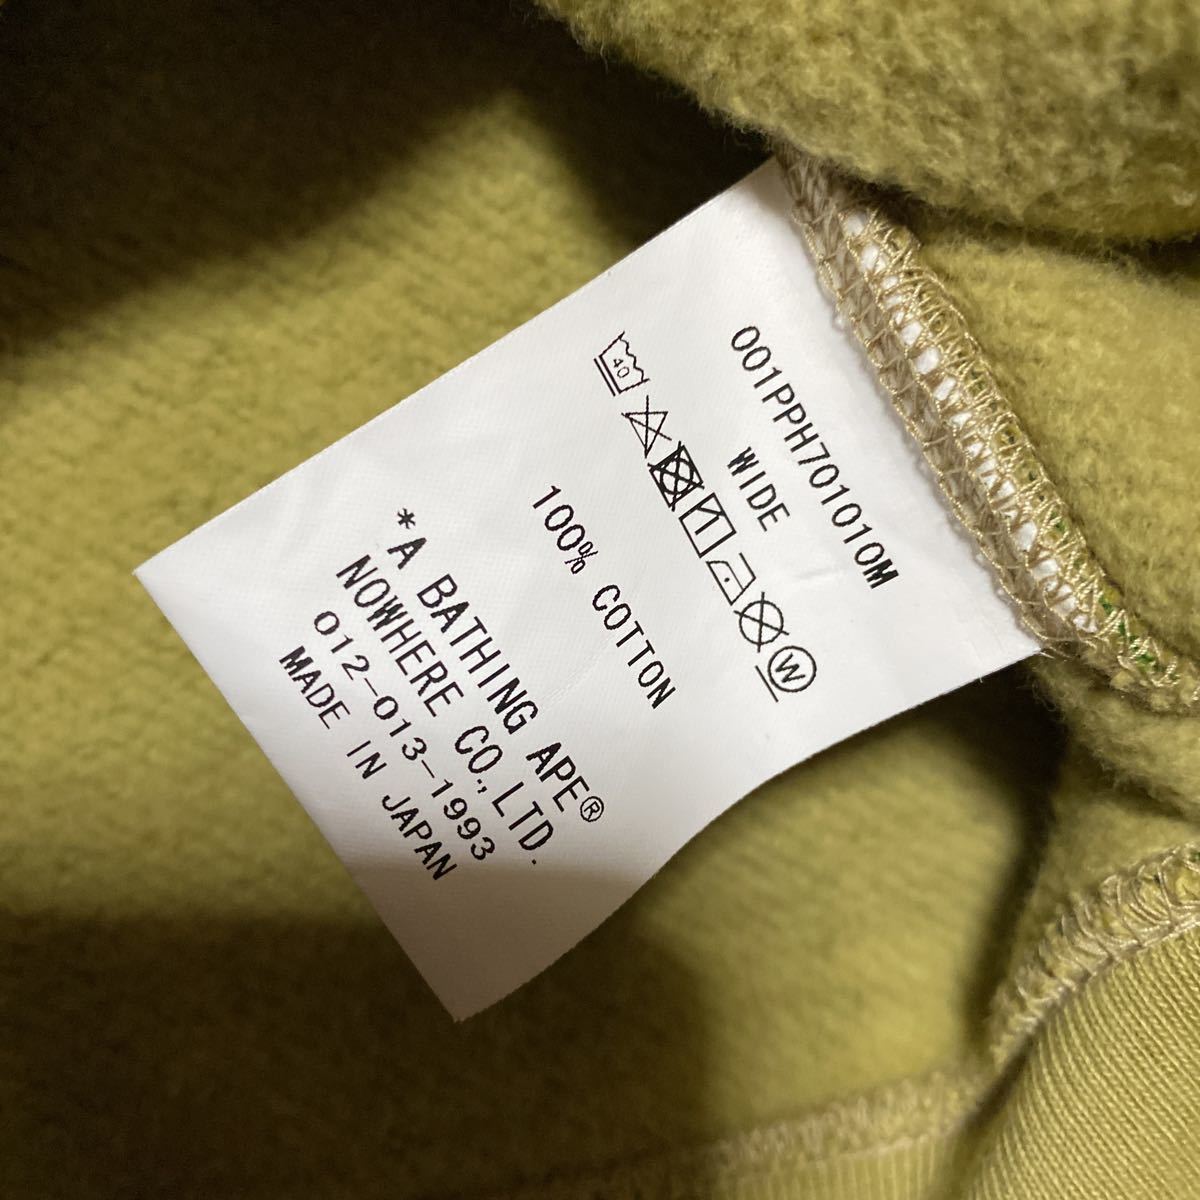 001PPH701010M
WIDE
40
W
100% COTTON
*A BATHING APE®
NOWHERE CO., LTD.
012-013-1993
MADE IN JAPAN